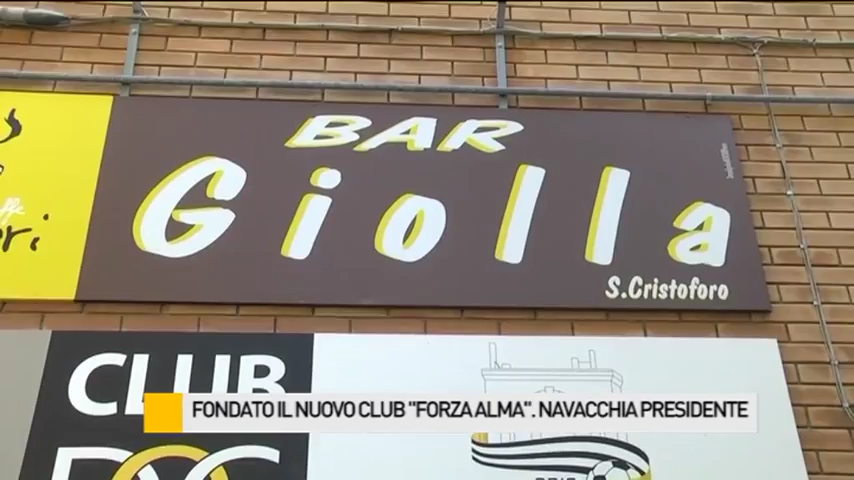 BAR
Giolla
S.Cristoforo
CLUB
FONDATO IL NUOVO CLUB "FORZA ALMA". NAVACCHIA PRESIDENTE